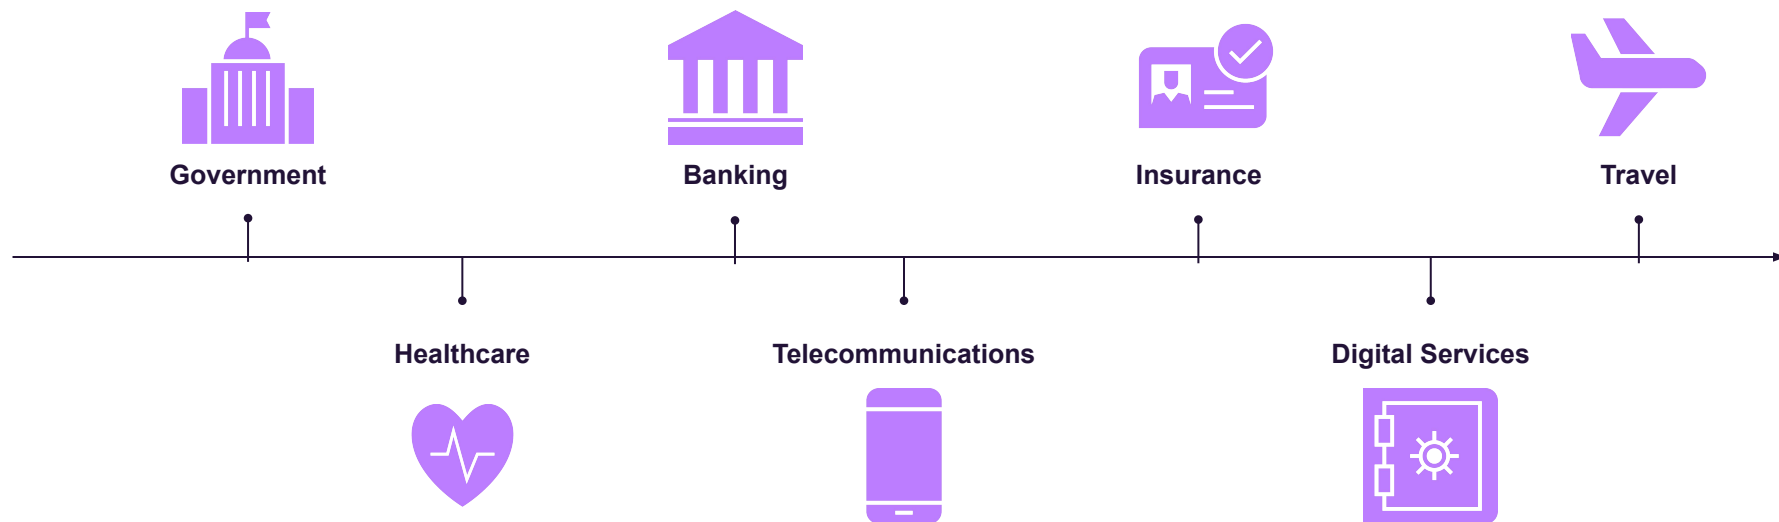 Government
Banking
Insurance
Travel
Healthcare
Telecommunications
Digital Services